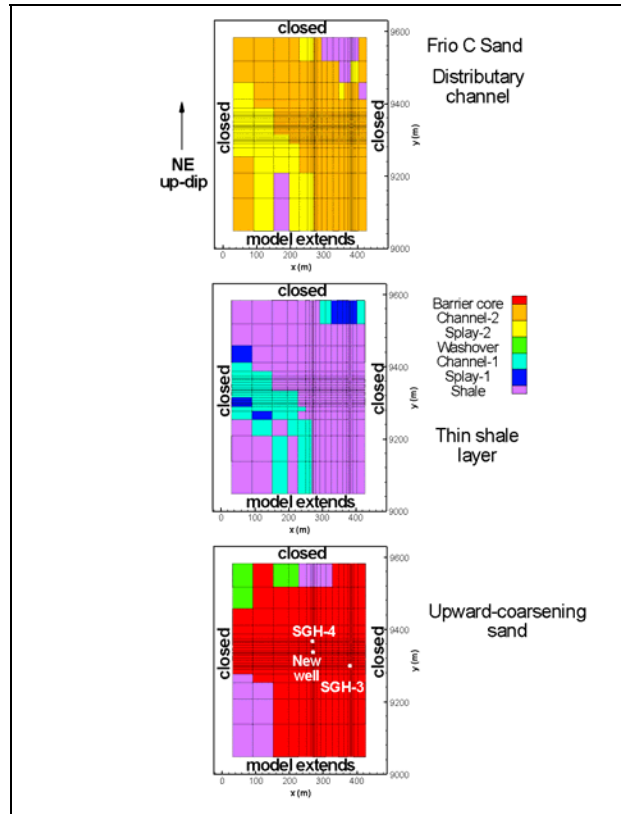 closed
9600
Frio C Sand
Distributary
channel
closed
closed
9400
y (m)
NE
up-dip
9200
model extends
9000
0 100 200 300 400
x (m)
closed
9600
closed
closed
9400
y (m)
Barrier core
Channel-2
Splay-2
Washover
Channel-1
Splay-1
Shale
9200
Thin shale
layer
model extends
9000
0 100 200 300 400
x (m)
closed
9600
Upward-coarsening
sand
closed
closed
SGH-4
9400
y (m)
New
well
SGH-3
9200
model extends
9000
0 100 200 300 400
x (m)